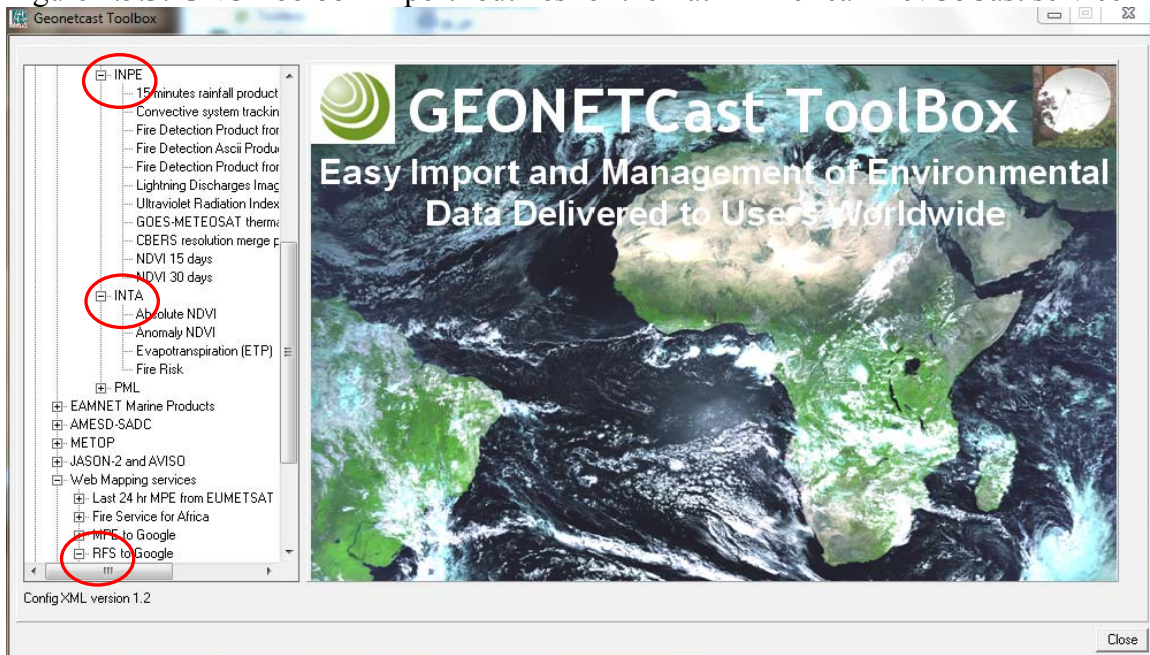 Geonetcast Toolbox
INPE
15 minutes rainfall product
Convective system trackin
Fire Detection Product fror
Fire Detection Ascii Produ
Fire Detection Product fror
Lightning Discharges Imag
Ultraviolet Radiation Index
GOES-METEOSAT therma
CBERS resolution merge p
NDVI 15 days
NDVI 30 days
INTA
Absolute NDVI
Anomaly NDVI
Evapotranspiration (ETP)
Fire Risk
PML
EAMNET Marine Products
AMESD-SADC
METOP
JASON-2 and AVISO
Web Mapping services
Last 24 hr MPE from EUMETSAT
Fire Service for Africa
MPE to Google
RFS to Google
Config XML version 1.2
GEONETCast ToolBox
Easy Import and Management of Environmental
Data Delivered to Users Worldwide
Close